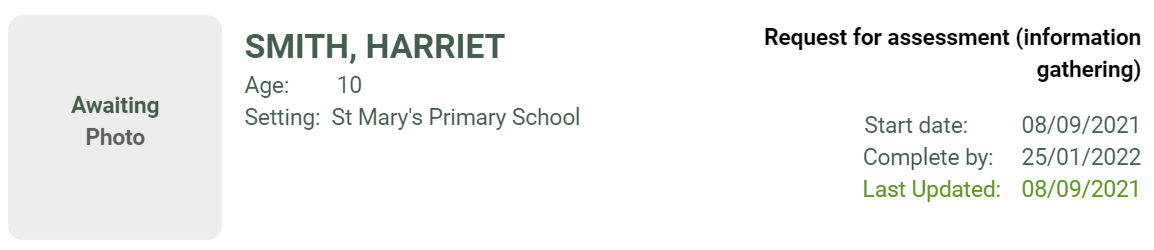 Awaiting
Photo
SMITH, HARRIET
Age: 10
Setting: St Mary's Primary School
Request for assessment (information
gathering)
Start date: 08/09/2021
Complete by: 25/01/2022
Last Updated: 08/09/2021